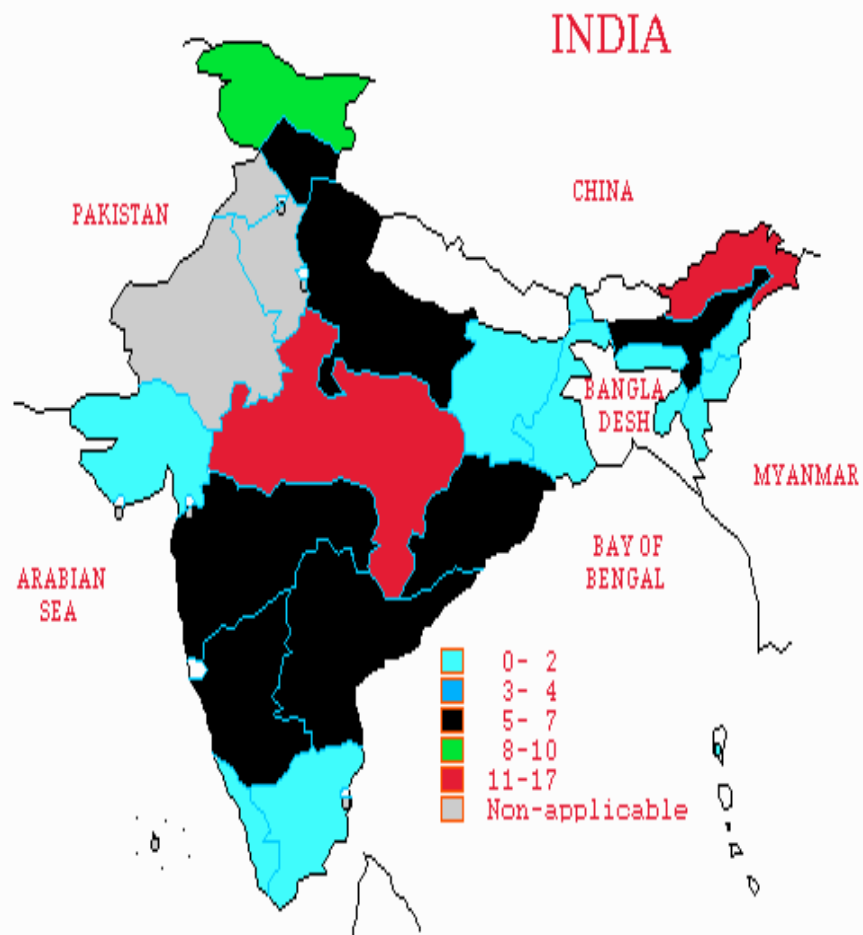 INDIA
CHINA
PAKISTAN
BANGLA
DESH
MYANMAR
BAY OF
BENGAL
ARABIAN
SEA
0- 2
3- 4
5- 7
8-10
11-17
Non-applicable